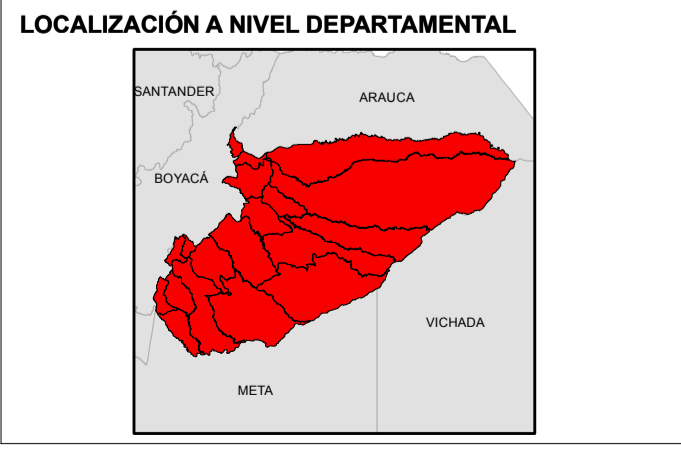 LOCALIZACIÓN A NIVEL DEPARTAMENTAL
SANTANDER
ARAUCA
BOYACÁ
VICHADA
META